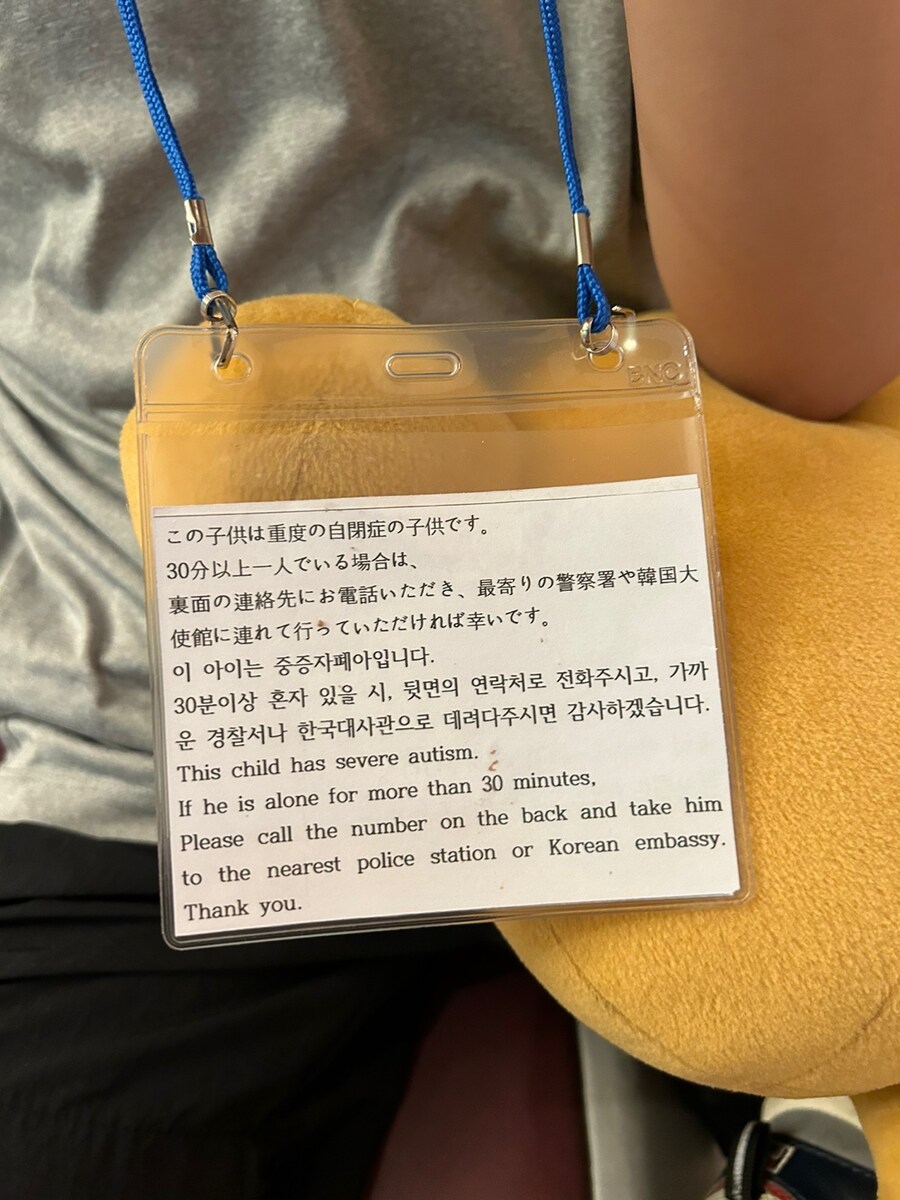 BNC
この子供は重度の自閉症の子供です。
30分以上一人でいる場合は、
裏面の連絡先にお電話いただき、最寄りの警察署や韓国大
使館に連れて行っていただければ幸いです。
이 아이는 중증자폐아입니다.
30분이상 혼자 있을 시, 뒷면의 연락처로 전화주시고, 가까
운 경찰서나 한국대사관으로 데려다주시면 감사하겠습니다.
This child has severe autism.
If he is alone for more than 30 minutes,
Please call the number on the back and take him
to the nearest police station or Korean embassy.
Thank you.